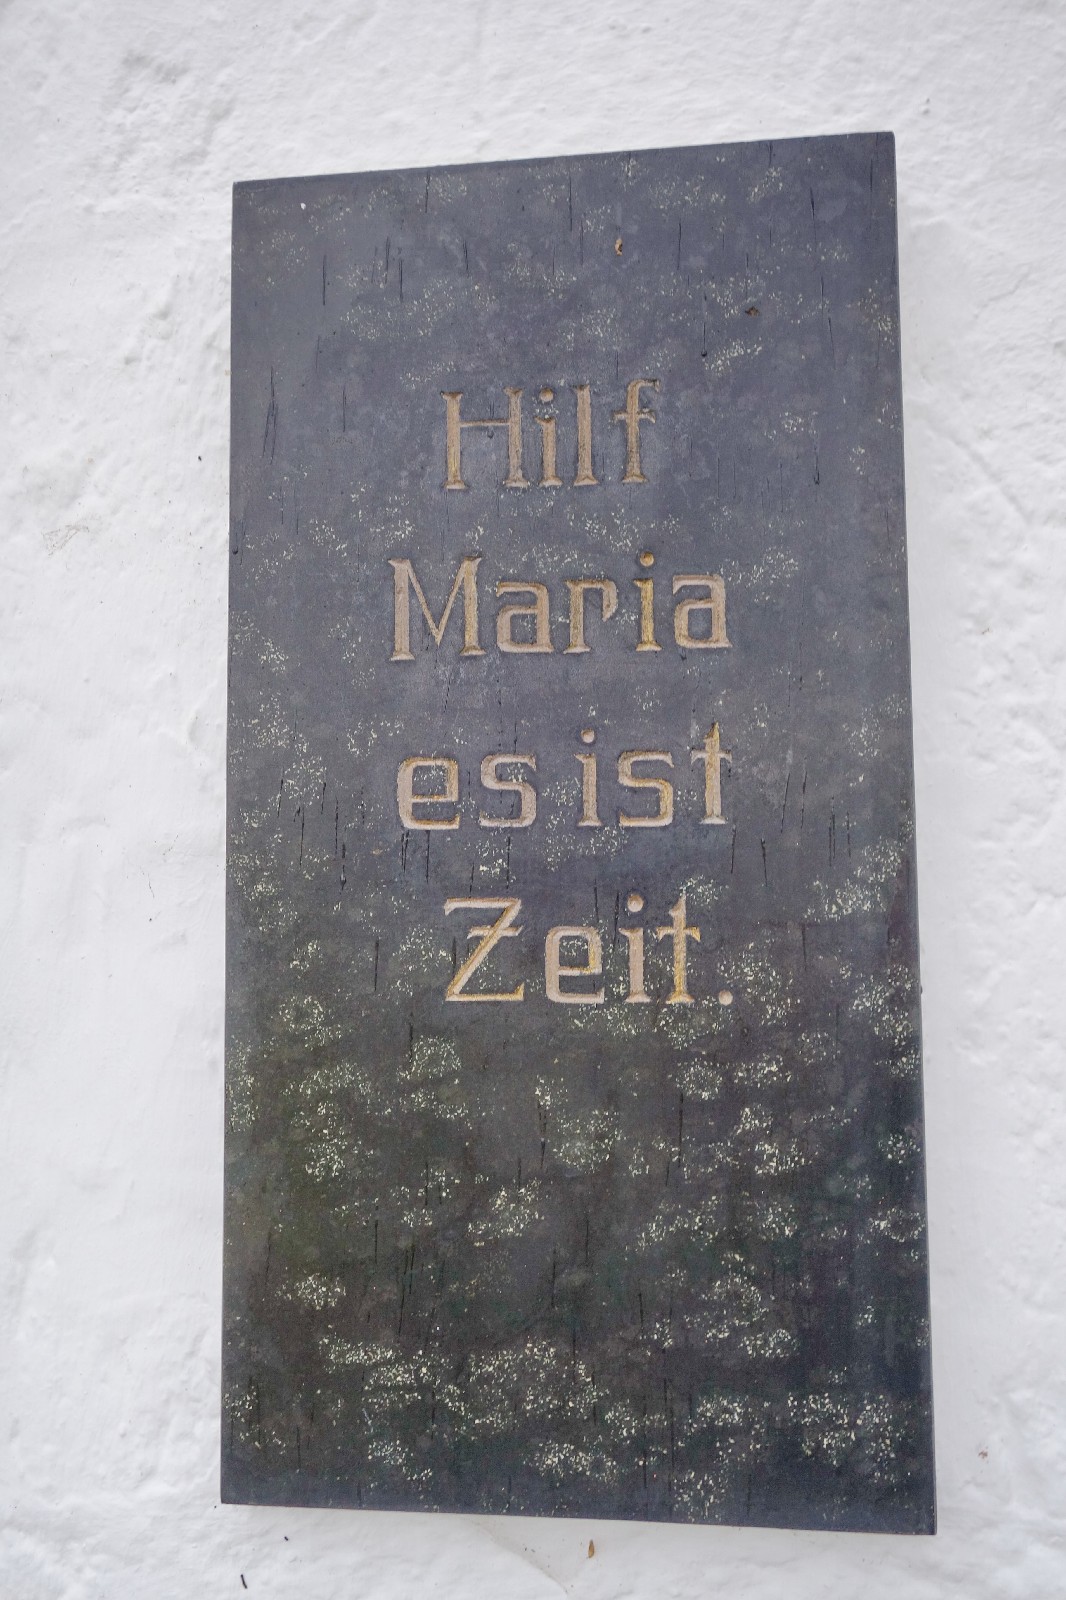 Hilf
Maria
es ist
Zeit.